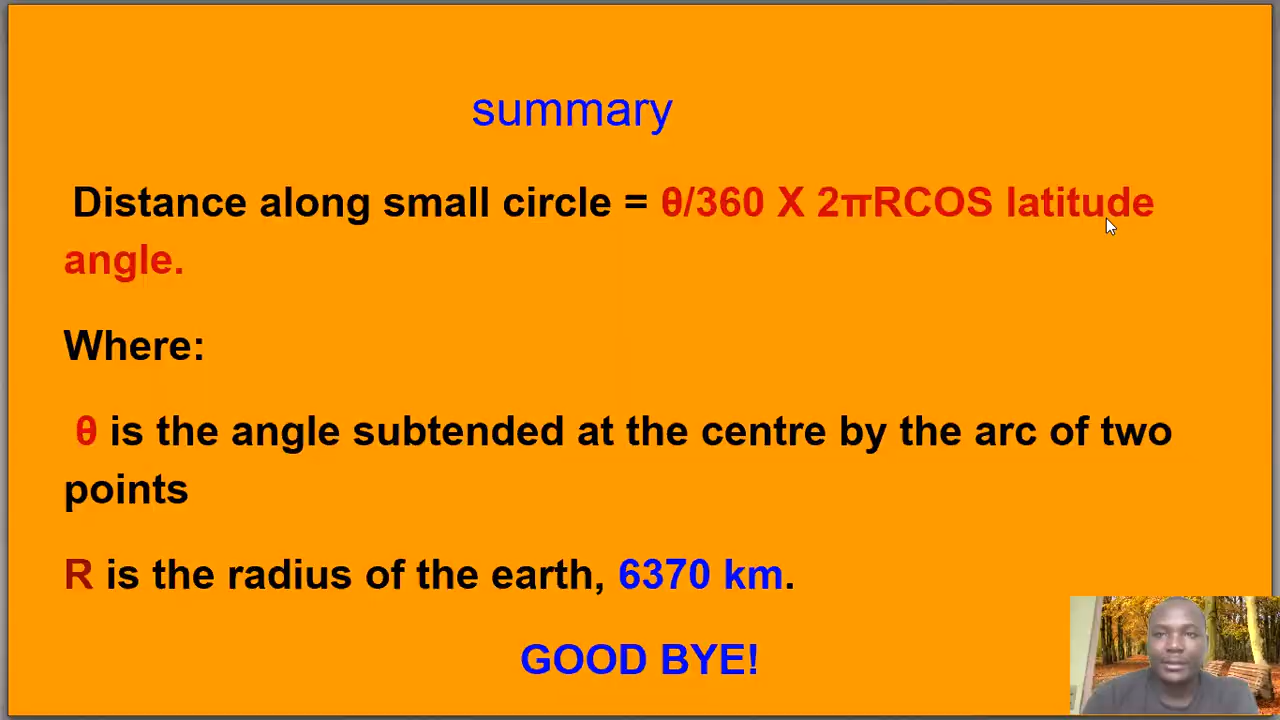 summary
Distance along small circle = θ/360 X 2πRCOS latitude
angle.
Where:
θ is the angle subtended at the centre by the arc of two
points
R is the radius of the earth, 6370 km.
GOOD BYE!